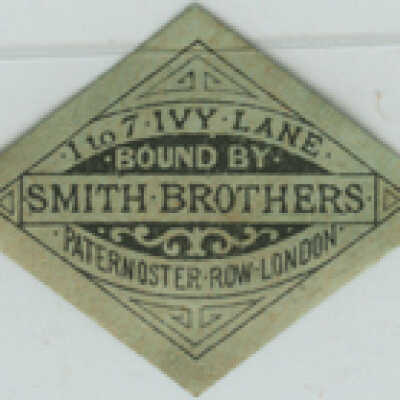 1 to 7 · IVY · LANE ·
· BOUND BY ·
SMITH · BROTHERS ·
· PATERNOSTER · ROW · LONDON ·